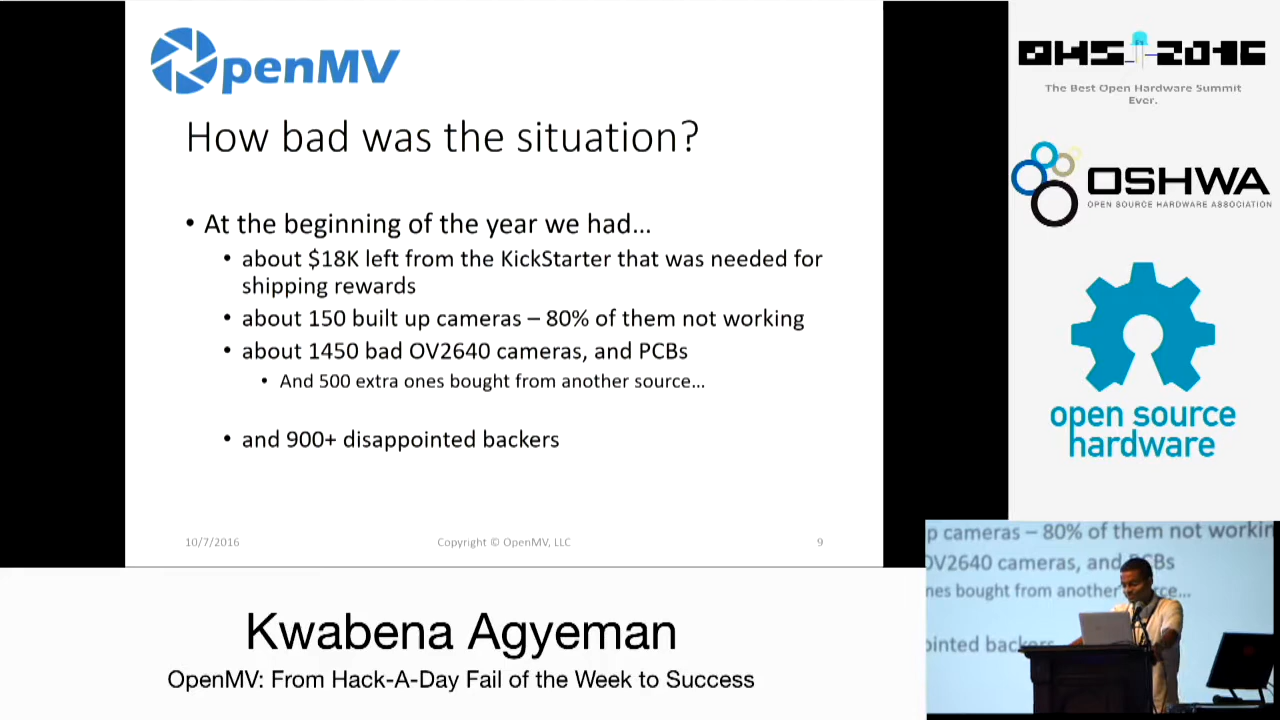 OpenMV
How bad was the situation?
• At the beginning of the year we had…
• about $18K left from the KickStarter that was needed for
shipping rewards
• about 150 built up cameras – 80% of them not working
• about 1450 bad OV2640 cameras, and PCBs
• And 500 extra ones bought from another source…
• and 900+ disappointed backers
10/7/2016
Copyright © OpenMV, LLC
9
OHS 2016
The Best Open Hardware Summit
Ever.
OSHWA
OPEN SOURCE HARDWARE ASSOCIATION
open source
hardware
p cameras – 80% of them not workin
OV2640 cameras, and PCBs
nes bought from another
ointed backers
Kwabena Agyeman
OpenMV: From Hack-A-Day Fail of the Week to Success